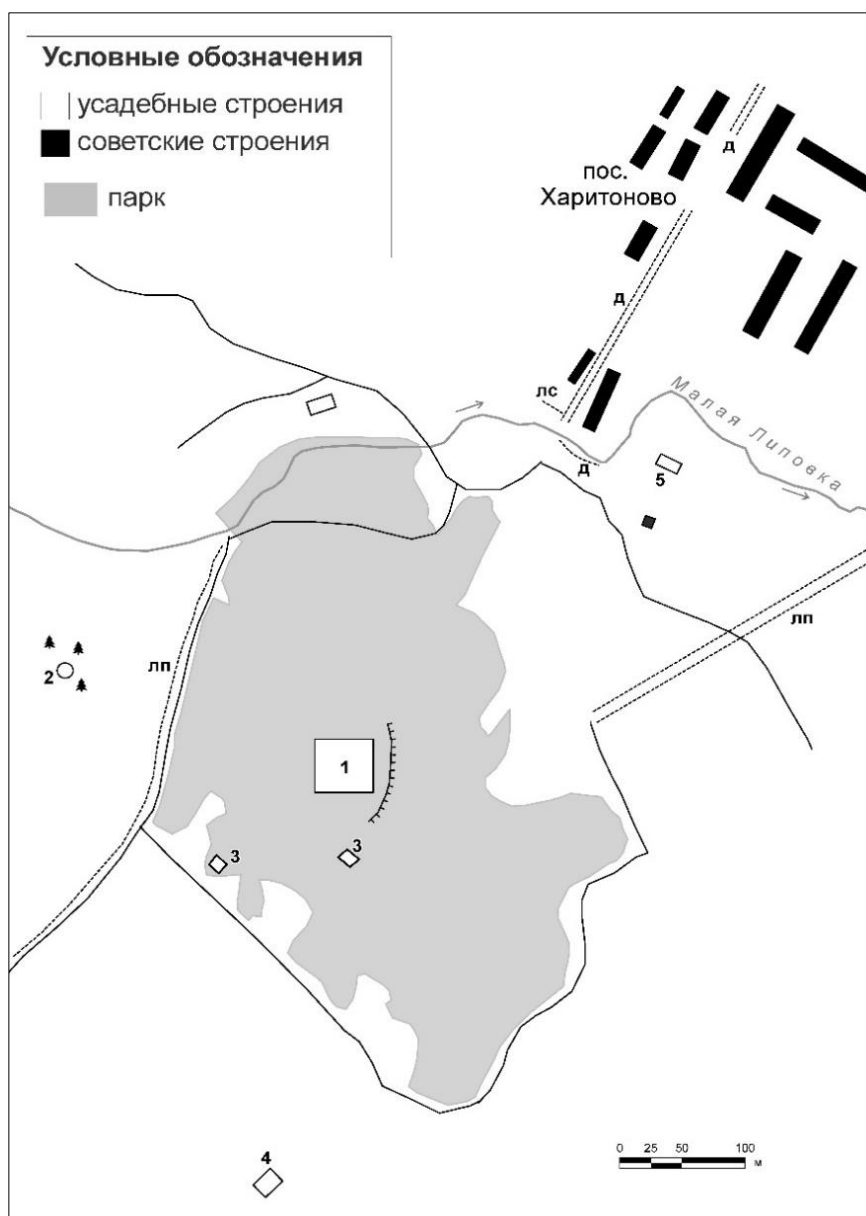 Условные обозначения
усадебные строения
советские строения
парк
д
пос.
Харитоново
д
лс
Малая Липовка
д
5
лп
2
лп
1
3
3
4
0 25 50 100
м